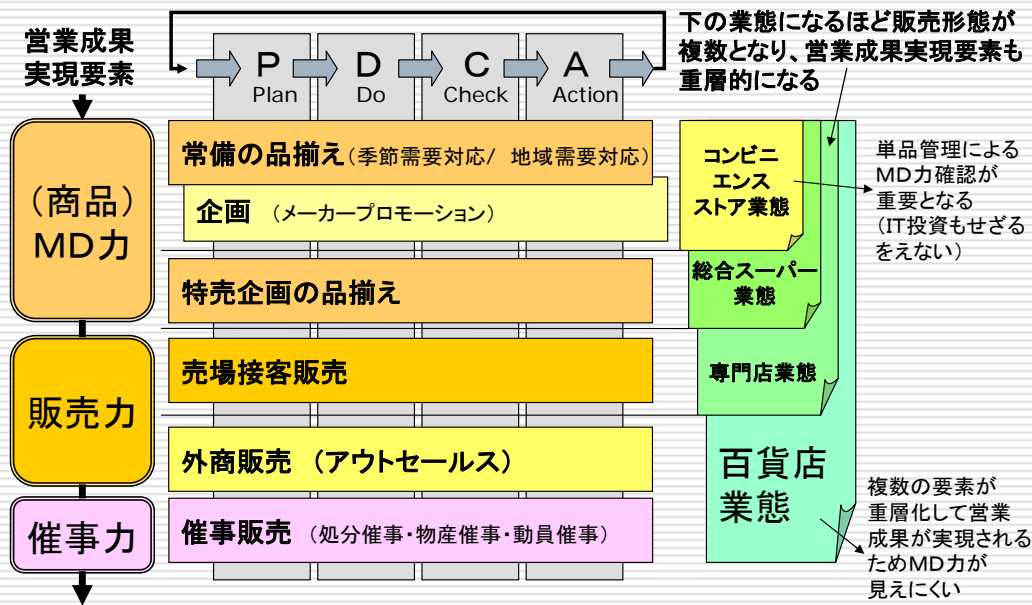 営業成果
実現要素
P
Plan
D
Do
C
Check
A
Action
下の業態になるほど販売形態が
複数となり、営業成果実現要素も
重層的になる
(商品)
MD力
常備の品揃え(季節需要対応/ 地域需要対応)
企画 (メーカープロモーション)
特売企画の品揃え
販売力
売場接客販売
外商販売 (アウトセールス)
催事力
催事販売 (処分催事・物産催事・動員催事)
コンビニ
エンス
ストア業態
総合スーパー
業態
専門店業態
百貨店
業態
単品管理による
MD力確認が
重要となる
(IT投資もせざる
をえない)
複数の要素が
重層化して営業
成果が実現される
ためMD力が
見えにくい